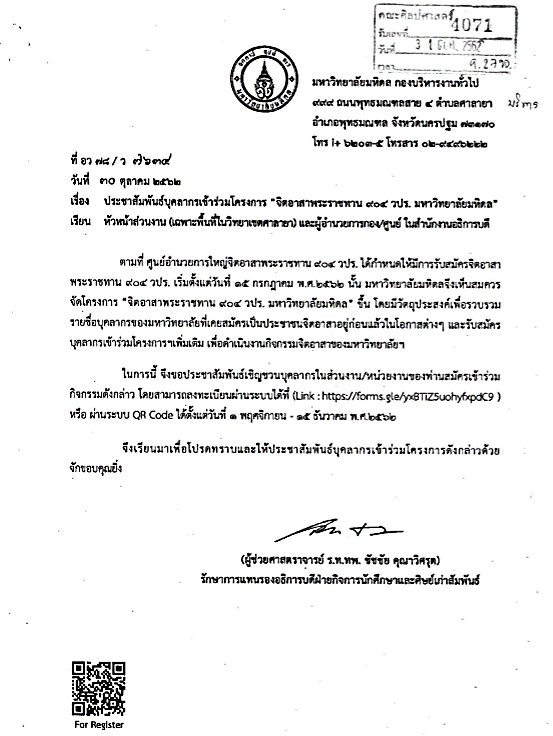 คณะศิลปศาสตร์
รับเลขที่ 4071
วันที่ 31 ต.ค. 2562
เวลา
มหาวิทยาลัยมหิดล กองบริหารงานทั่วไป
๙๙๙ ถนนพุทธมณฑลสาย ๔ ตำบลศาลายา
อำเภอพุทธมณฑล จังหวัดนครปฐม ๗๓๑๗๐
โทร ๖๒๐๓-๕ โทรสาร ๐๒-๙๔๙๖๒๒๒
ที่ อว ๗๘ / ว ๗๖๓๙
วันที่ ๓๐ ตุลาคม ๒๕๖๒
เรื่อง ประชาสัมพันธ์บุคลากรเข้าร่วมโครงการ "จิตอาสาพระราชทาน ๙๐๔ วปร. มหาวิทยาลัยมหิดล"
เรียน หัวหน้าส่วนงาน (เฉพาะพื้นที่ในวิทยาเขตศาลายา) และผู้อำนวยการกอง/ศูนย์ ในสำนักงานอธิการบดี
ตามที่ ศูนย์อำนวยการใหญ่จิตอาสาพระราชทาน ๙๐๔ วปร. ได้กำหนดให้มีการรับสมัครจิตอาสา
พระราชทาน ๙๐๔ วปร. เริ่มตั้งแต่วันที่ ๑๕ กรกฎาคม พ.ศ.๒๕๖๒ นั้น มหาวิทยาลัยมหิดลจึงเห็นสมควร
จัดโครงการ "จิตอาสาพระราชทาน ๙๐๔ วปร. มหาวิทยาลัยมหิดล" ขึ้น โดยมีวัตถุประสงค์เพื่อรวบรวม
รายชื่อบุคลากรของมหาวิทยาลัยที่เคยสมัครเป็นประชาชนจิตอาสาอยู่ก่อนแล้วในโอกาสต่างๆ และรับสมัคร
บุคลากรเข้าร่วมโครงการฯเพิ่มเติม เพื่อดำเนินงานกิจกรรมจิตอาสาของมหาวิทยาลัยฯ
ในการนี้ จึงขอประชาสัมพันธ์เชิญชวนบุคลากรในส่วนงาน/หน่วยงานของท่านสมัครเข้าร่วม
กิจกรรมดังกล่าว โดยสามารถลงทะเบียนผ่านระบบได้ที่ (Link : https://forms.gle/yxBTiZ5uohyfxpdC9 )
หรือ ผ่านระบบ QR Code ได้ตั้งแต่วันที่ ๑ พฤศจิกายน - ๑๕ ธันวาคม พ.ศ.๒๕๖๒
จึงเรียนมาเพื่อโปรดทราบและให้ประชาสัมพันธ์บุคลากรเข้าร่วมโครงการดังกล่าวด้วย
จักขอบคุณยิ่ง
(ผู้ช่วยศาสตราจารย์ ร.ท.ทพ. ชัชชัย คุณาวิศรุต)
รักษาการแทนรองอธิการบดีฝ่ายกิจการนักศึกษาและศิษย์เก่าสัมพันธ์
For Register